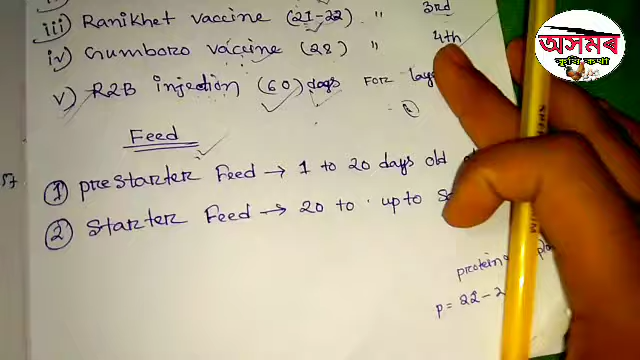 iii) Ranikhet vaccine (21-22) " 3rd
iv) Gumboro vaccine (28) " 4th
v) R2B injection (60) days For lay
Feed
① prestarter Feed → 1 to 20 days old
② Starter Feed → 20 to upto
protein
p = 22 -
অসমৰ
কৃষি কথা